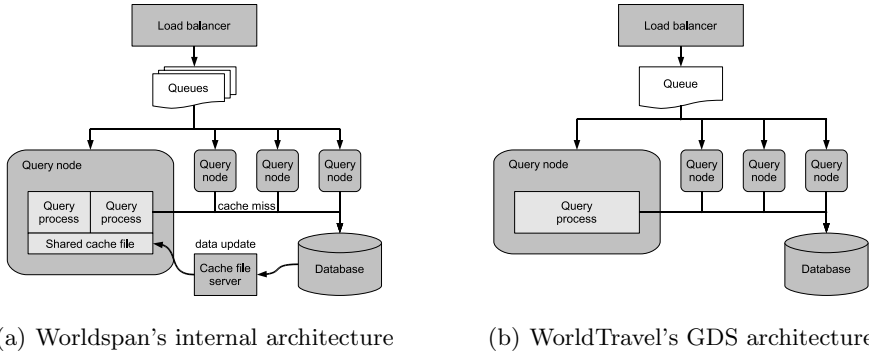 Load balancer
Queues
Query node
Query node
Query node
Query node
Query process
Query process
cache miss
Shared cache file
data update
Cache file server
Database
(a) Worldspan's internal architecture
Load balancer
Queue
Query node
Query node
Query node
Query node
Query process
Database
(b) WorldTravel's GDS architecture